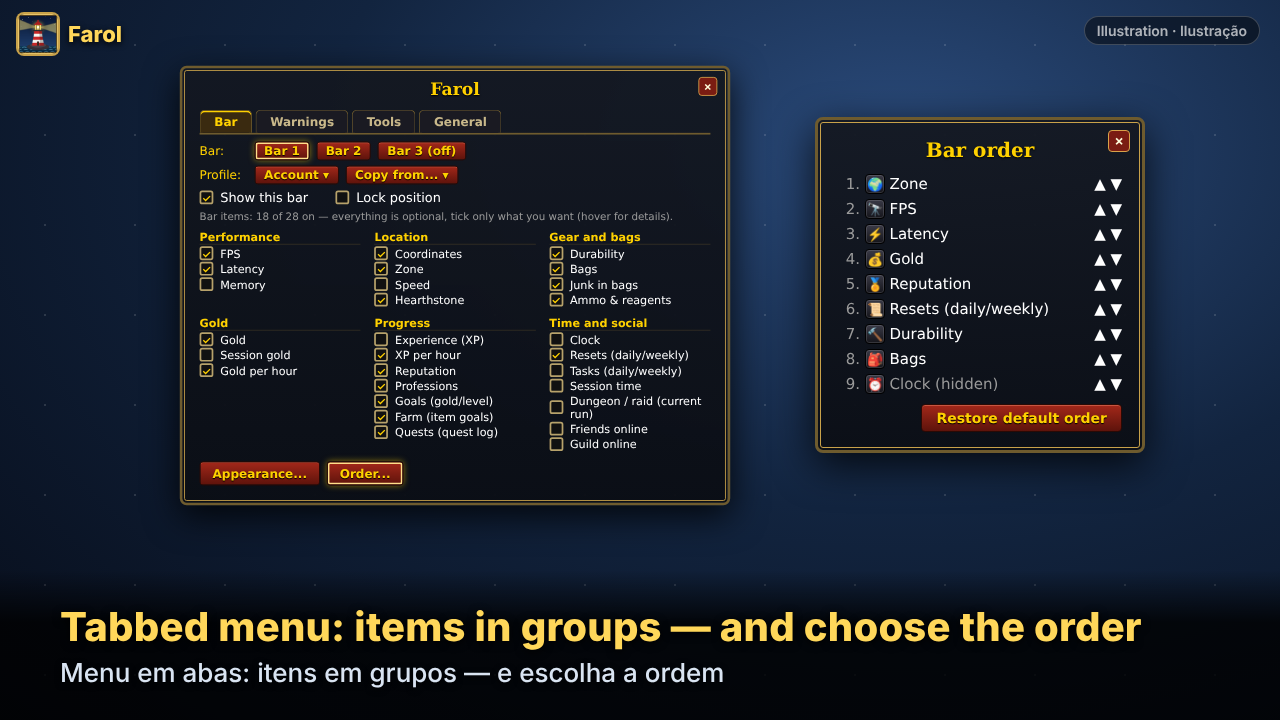 Farol
Illustration · Ilustração
Farol
×
Bar
Warnings
Tools
General
Bar:
Bar 1
Bar 2
Bar 3 (off)
Profile:
Account ▾
Copy from... ▾
Show this bar
Lock position
Bar items: 18 of 28 on — everything is optional, tick only what you want (hover for details).
Performance
FPS
Latency
Memory
Location
Coordinates
Zone
Speed
Hearthstone
Gear and bags
Durability
Bags
Junk in bags
Ammo & reagents
Gold
Gold
Session gold
Gold per hour
Progress
Experience (XP)
XP per hour
Reputation
Professions
Goals (gold/level)
Farm (item goals)
Quests (quest log)
Time and social
Clock
Resets (daily/weekly)
Tasks (daily/weekly)
Session time
Dungeon / raid (current
run)
Friends online
Guild online
Appearance...
Order...
Bar order
×
1. Zone ▲▼
2. FPS ▲▼
3. Latency ▲▼
4. Gold ▲▼
5. Reputation ▲▼
6. Resets (daily/weekly) ▲▼
7. Durability ▲▼
8. Bags ▲▼
9. Clock (hidden) ▲▼
Restore default order
Tabbed menu: items in groups — and choose the order
Menu em abas: itens em grupos — e escolha a ordem